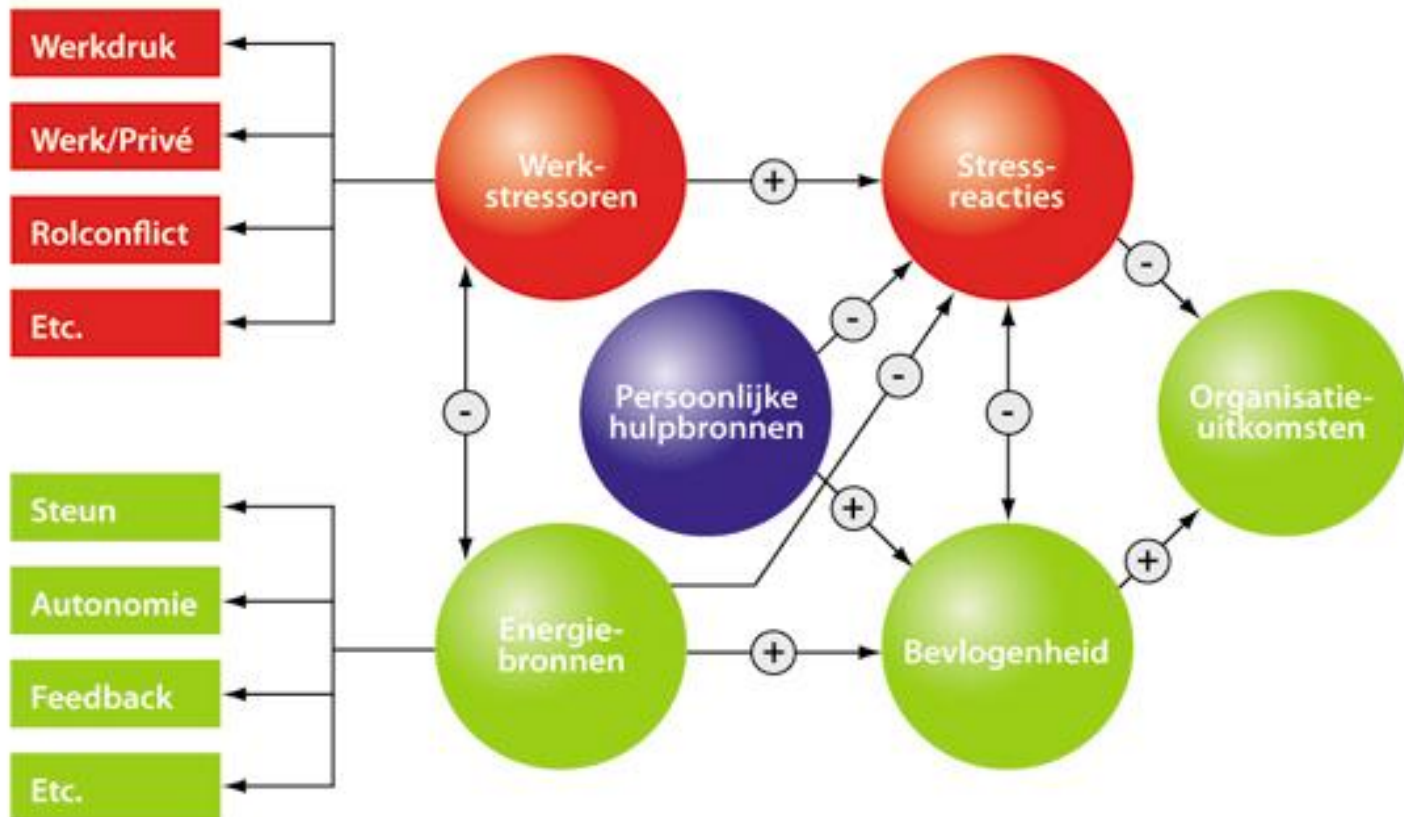 Werkdruk
Werk/Privé
Rolconflict
Etc.
Werk-
stressoren
+
Stress-
reacties
-
-
-
-
-
Persoonlijke
hulpbronnen
Organisatie-
uitkomsten
Steun
Autonomie
Feedback
Etc.
+
+
Energie-
bronnen
+
Bevlogenheid